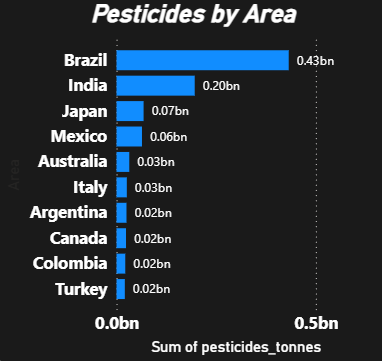 Pesticides by Area
Brazil 0.43bn
India 0.20bn
Japan 0.07bn
Mexico 0.06bn
Australia 0.03bn
Italy 0.03bn
Argentina 0.02bn
Canada 0.02bn
Colombia 0.02bn
Turkey 0.02bn
Area
0.0bn 0.5bn
Sum of pesticides_tonnes